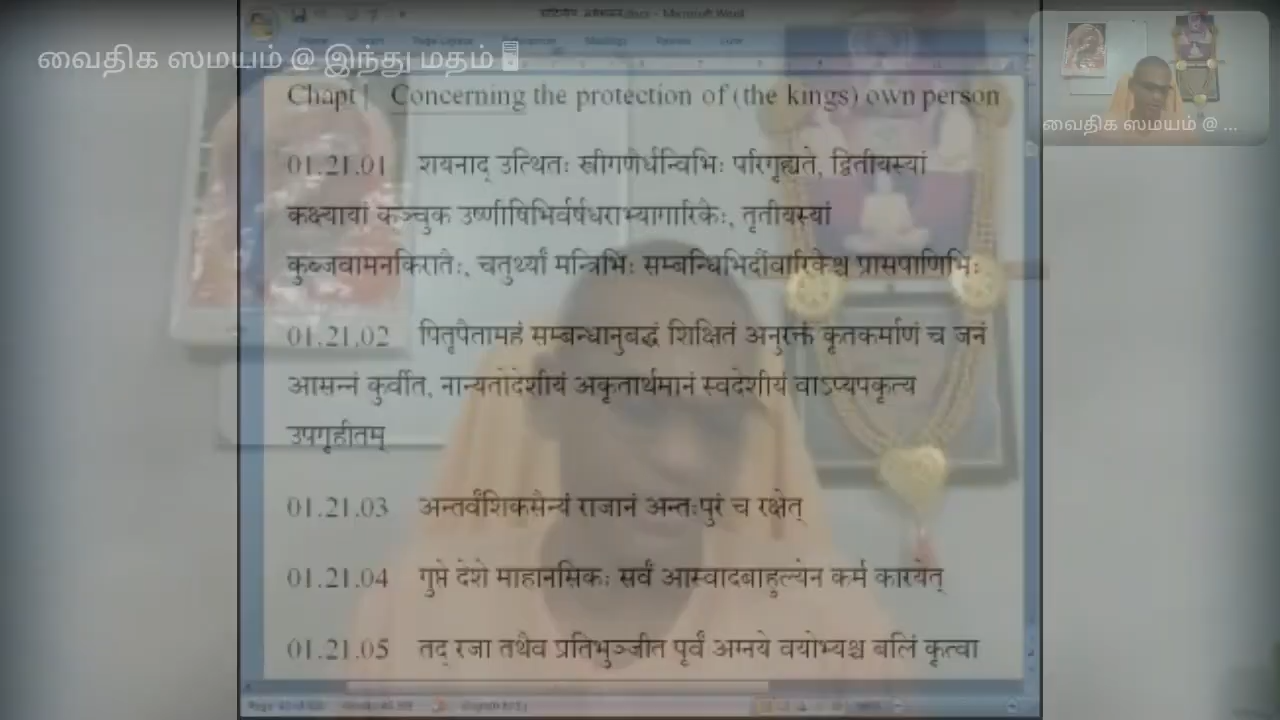 வைதிக ஸமயம் @ இந்து மதம்
வைதிக ஸமயம் @ ...
Microsoft Word
Chapt Concerning the protection of (the kings) own person
01.21.01 शयनाद् उत्थितः स्त्रीगणैर्धन्विभिः परिगृह्यते, द्वितीयस्यां
कक्ष्यायां कञ्चुक उष्णीषिभिर्वर्षधराभ्यागारिकैः, तृतीयस्यां
कुब्जवामनकिरातैः, चतुर्थ्यां मन्त्रिभिः सम्बन्धिभिर्दौवारिकैश्च प्रासपाणिभिः
01.21.02 पितृपैतामहं सम्बन्धानुबद्धं शिक्षितं अनुरक्तं कृतकर्माणं च जनं
आसन्नं कुर्वीत, नान्यतोदेशीयं अकृतार्थमानं स्वदेशीयं वाऽप्यपकृत्य
उपगृहीतम्
01.21.03 अन्तर्वंशिकसैन्यं राजानं अन्तःपुरं च रक्षेत्
01.21.04 गुप्ते देशे माहानसिकः सर्वं आस्वादबाहुल्येन कर्म कारयेत्
01.21.05 तद् रजा तथैव प्रतिभुञ्जीत पूर्वं अग्नये वयोभ्यश्च बलिं कृत्वा